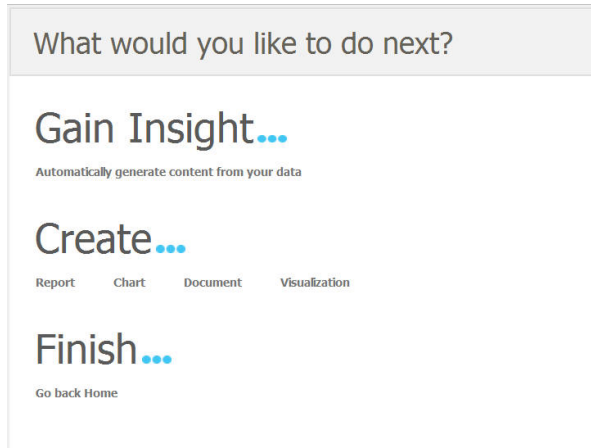 What would you like to do next?
Gain Insight...
Automatically generate content from your data
Create...
Report Chart Document Visualization
Finish...
Go back Home